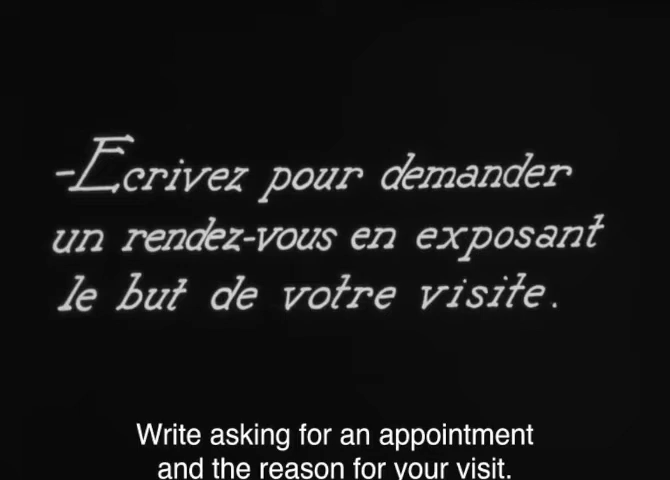 -Ecrivez pour demander
un rendez-vous en exposant
le but de votre visite.
Write asking for an appointment
and the reason for your visit.